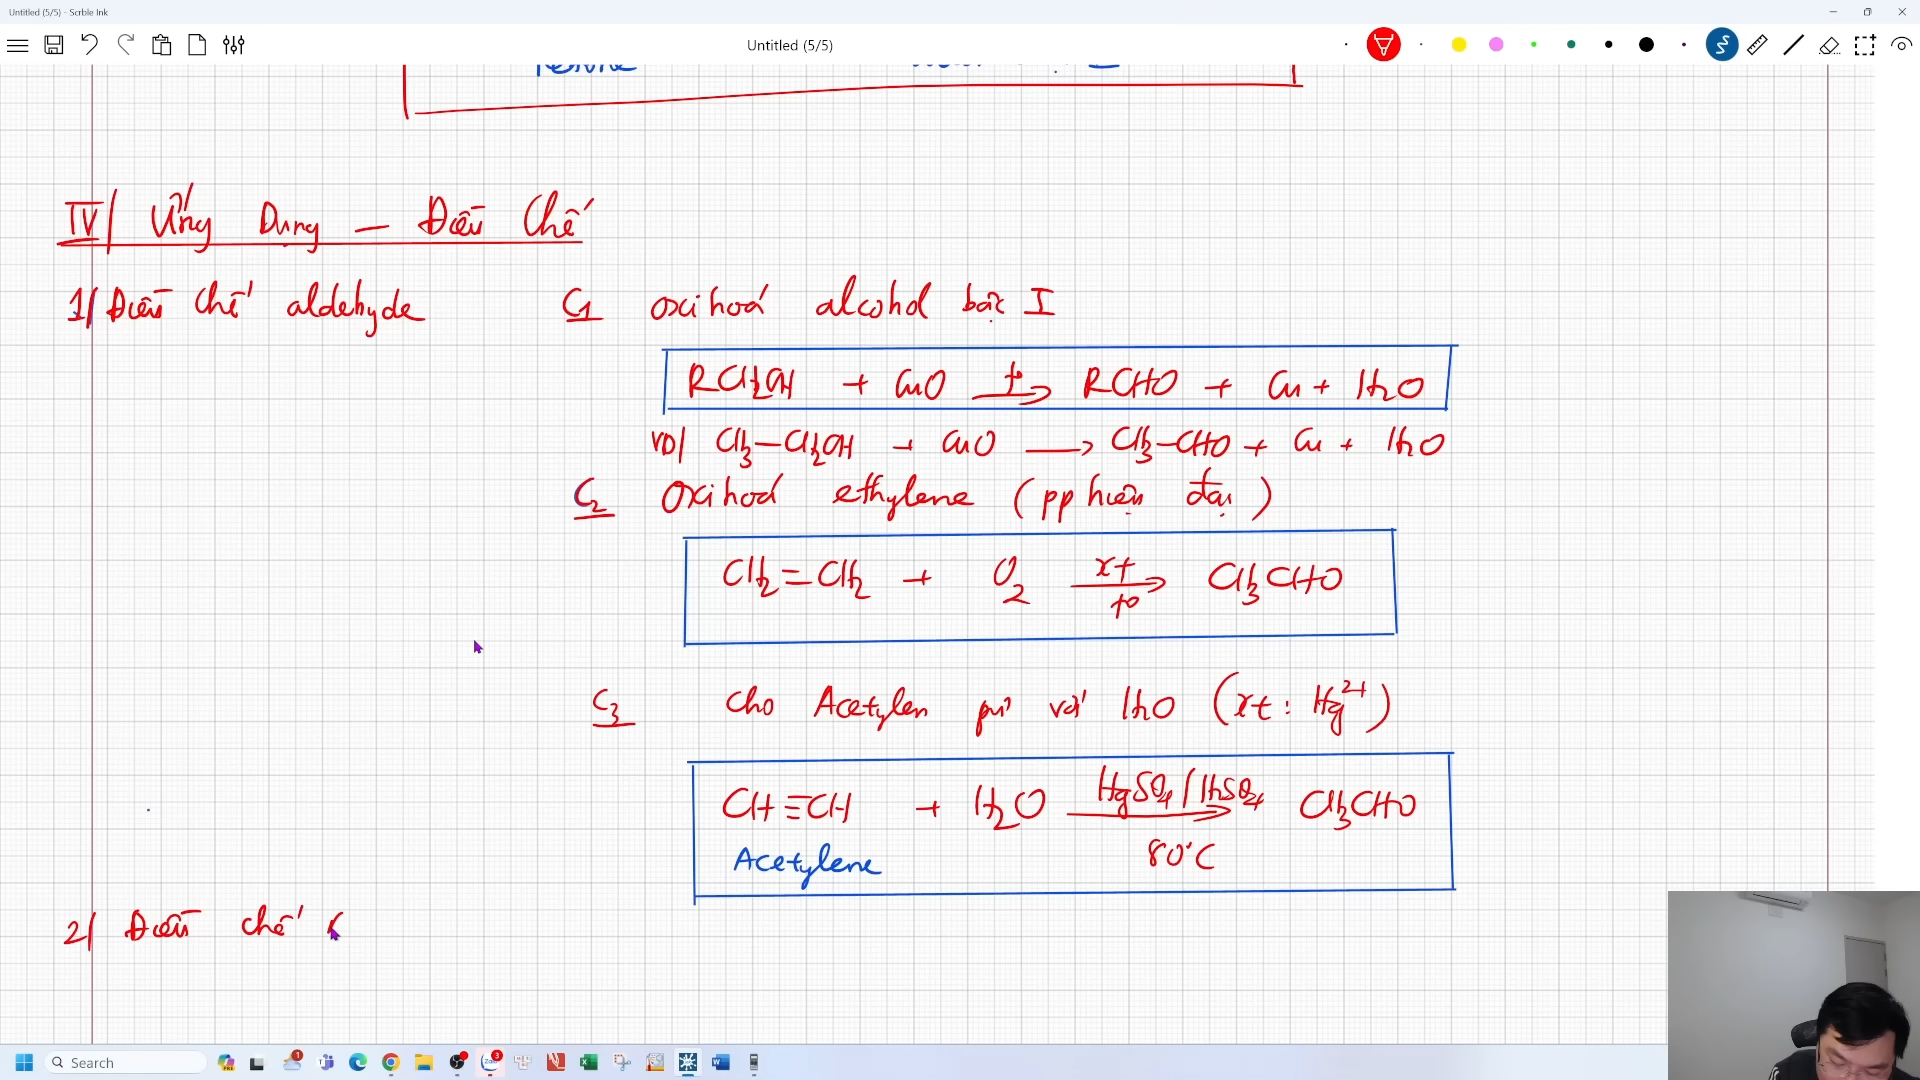 Untitled (5/5) - Scrble Ink
Untitled (5/5)
IV/ Ứng Dụng — Điều Chế
1/ Điều chế aldehyde
C1 oxi hoá alcohol bậc I
RCH2OH + CuO t°→ RCHO + Cu + H2O
VD/ CH3-CH2OH + CuO → CH3-CHO + Cu + H2O
C2 Oxi hoá ethylene (pp hiện đại)
CH2=CH2 + O2 xt→ t° CH3CHO
C3 cho Acetylen pứ với H2O (xt: Hg2+)
CH≡CH + H2O HgSO4/H2SO4→ 80°C CH3CHO
Acetylene
2/ Điều chế
Search